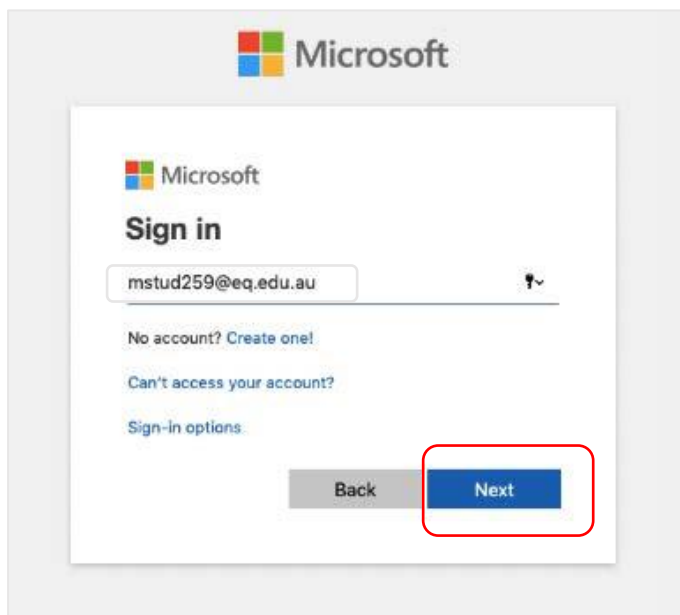 Microsoft
Microsoft
Sign in
mstud259@eq.edu.au
No account? Create one!
Can't access your account?
Sign-in options
Back Next